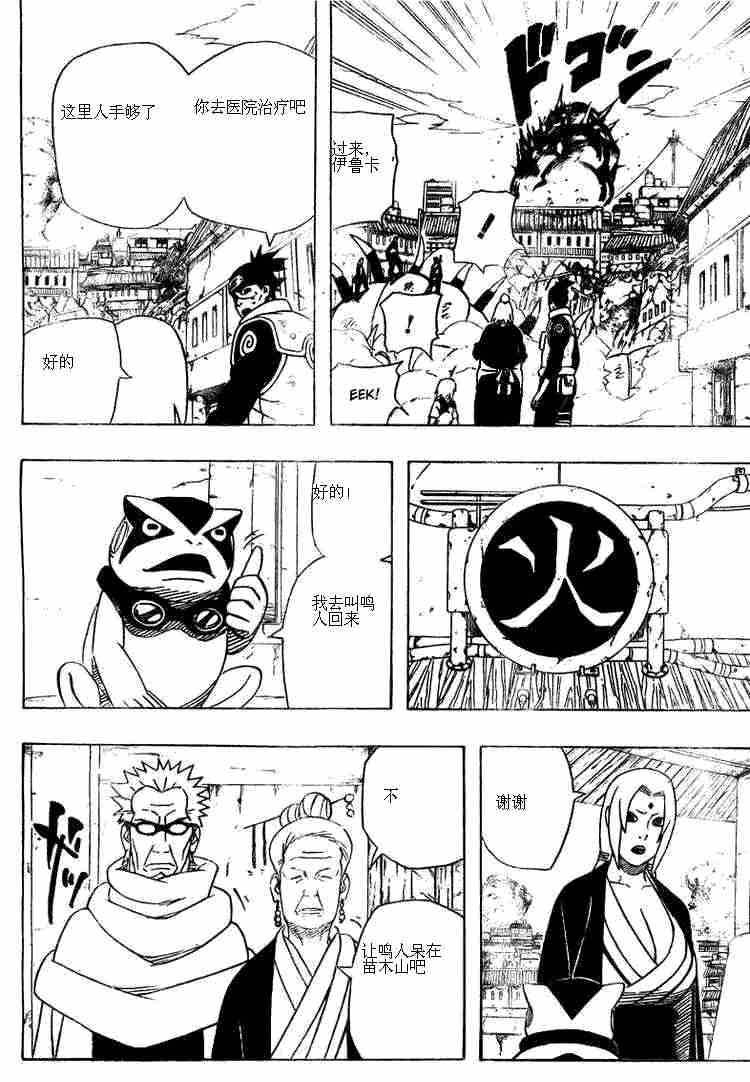 ドゴン
过来,
伊鲁卡
!
!
EEK!
你去医院治疗吧
这里人手够了
好的
火
好的!
我去叫鸣
人回来
谢谢
不
让鸣人呆在
苗木山吧
ザッ